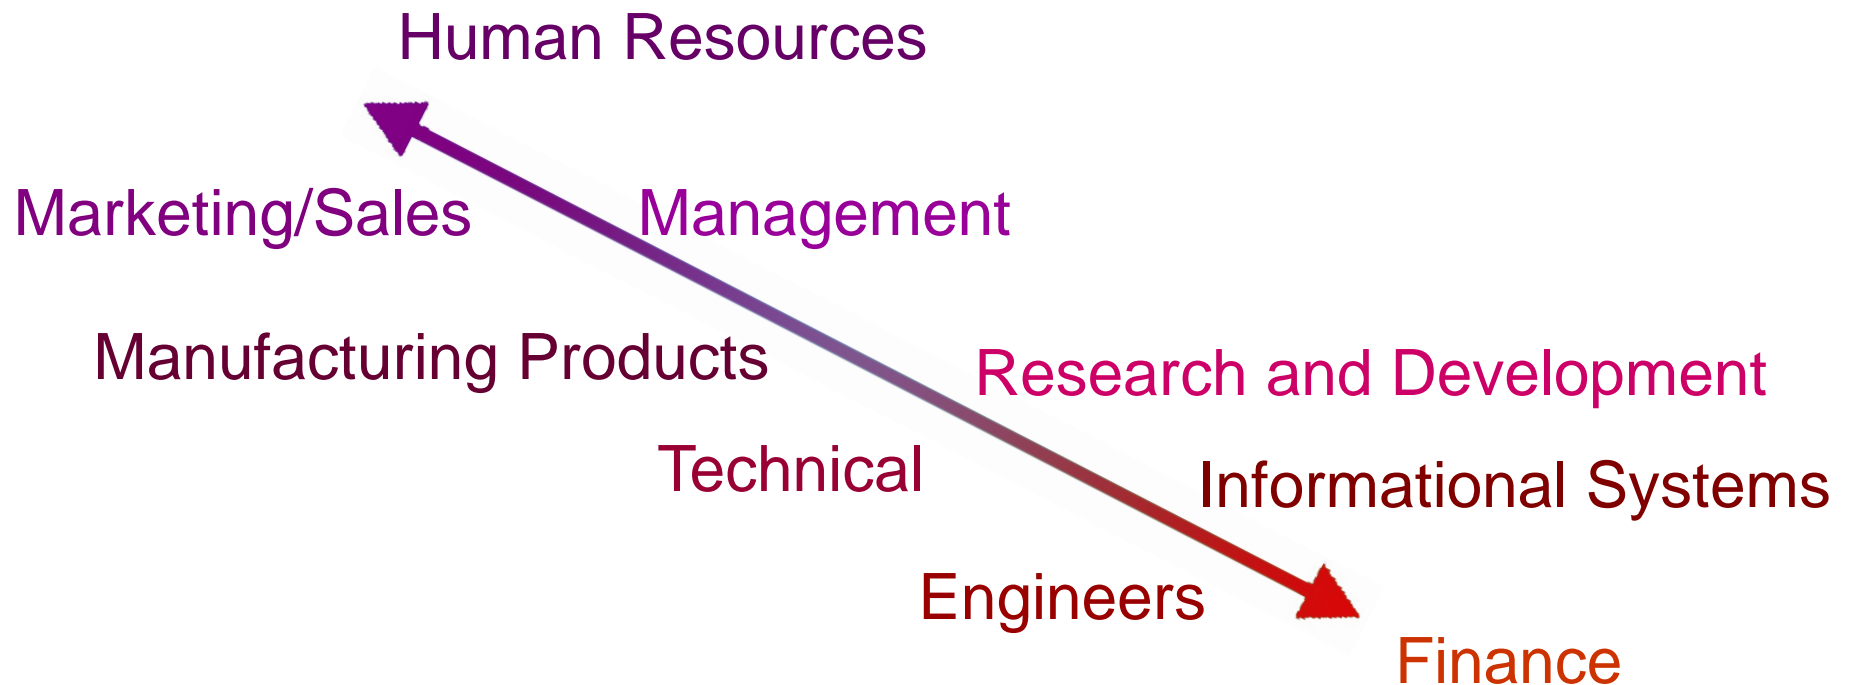 Human Resources
Marketing/Sales
Management
Manufacturing Products
Research and Development
Technical
Informational Systems
Engineers
Finance